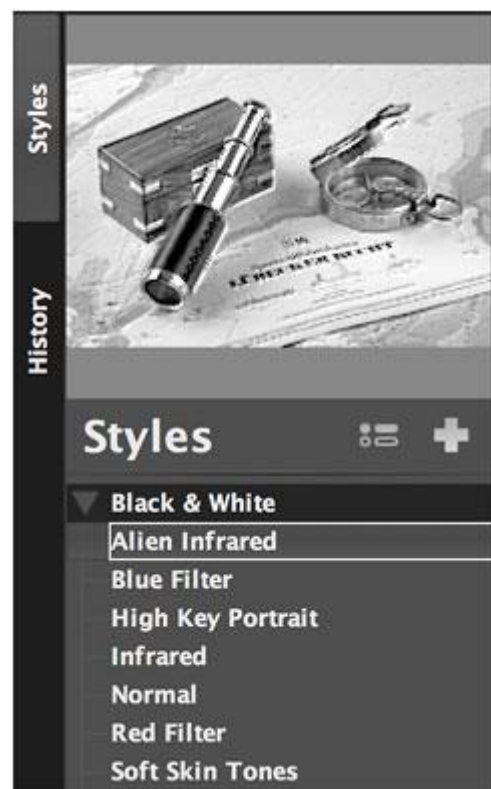 Styles
History
Styles
Black & White
Alien Infrared
Blue Filter
High Key Portrait
Infrared
Normal
Red Filter
Soft Skin Tones